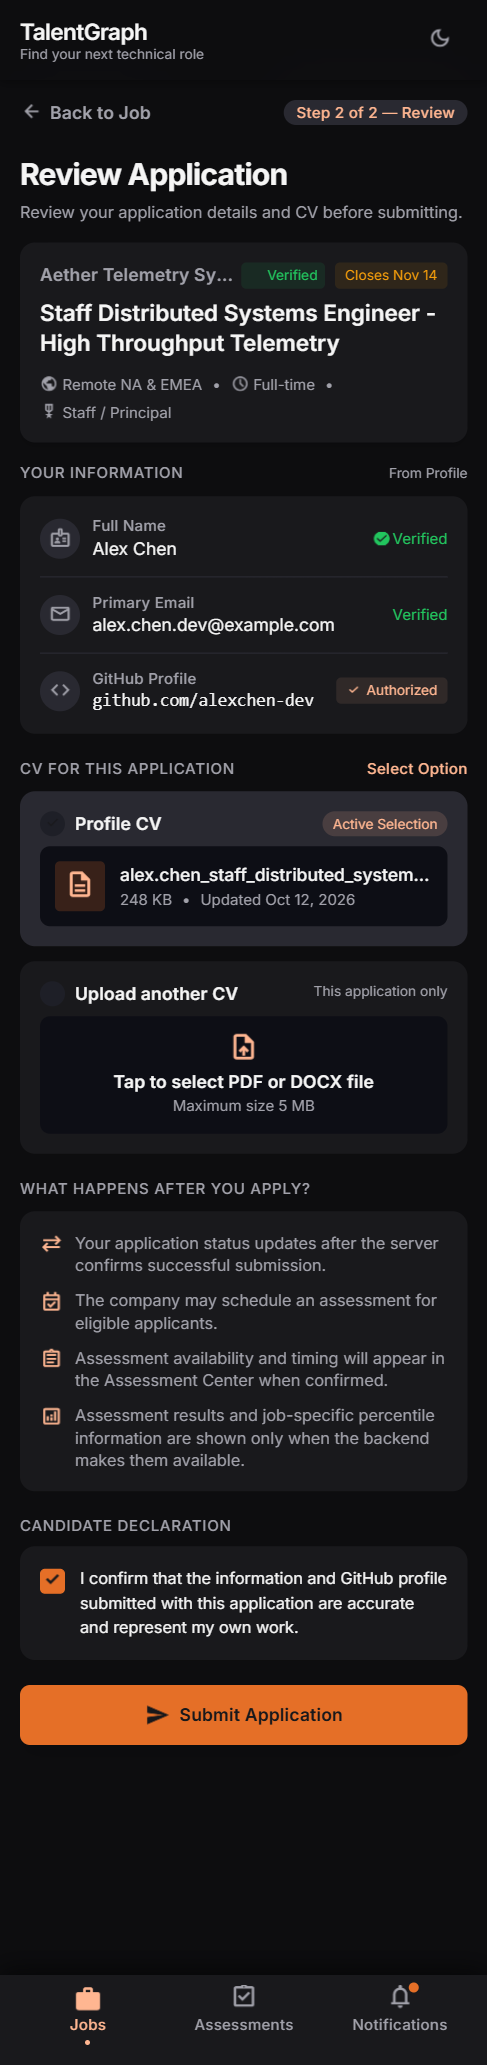 TalentGraph
Find your next technical role
Back to Job
Step 2 of 2 — Review
Review Application
Review your application details and CV before submitting.
Aether Telemetry Sy...
Verified
Closes Nov 14
Staff Distributed Systems Engineer -
High Throughput Telemetry
Remote NA & EMEA • Full-time •
Staff / Principal
YOUR INFORMATION
From Profile
Full Name
Alex Chen
Verified
Primary Email
alex.chen.dev@example.com
Verified
GitHub Profile
github.com/alexchen-dev
Authorized
CV FOR THIS APPLICATION
Select Option
Profile CV
Active Selection
alex.chen_staff_distributed_system...
248 KB • Updated Oct 12, 2026
Upload another CV
This application only
Tap to select PDF or DOCX file
Maximum size 5 MB
WHAT HAPPENS AFTER YOU APPLY?
Your application status updates after the server
confirms successful submission.
The company may schedule an assessment for
eligible applicants.
Assessment availability and timing will appear in
the Assessment Center when confirmed.
Assessment results and job-specific percentile
information are shown only when the backend
makes them available.
CANDIDATE DECLARATION
I confirm that the information and GitHub profile
submitted with this application are accurate
and represent my own work.
Submit Application
Jobs
Assessments
Notifications